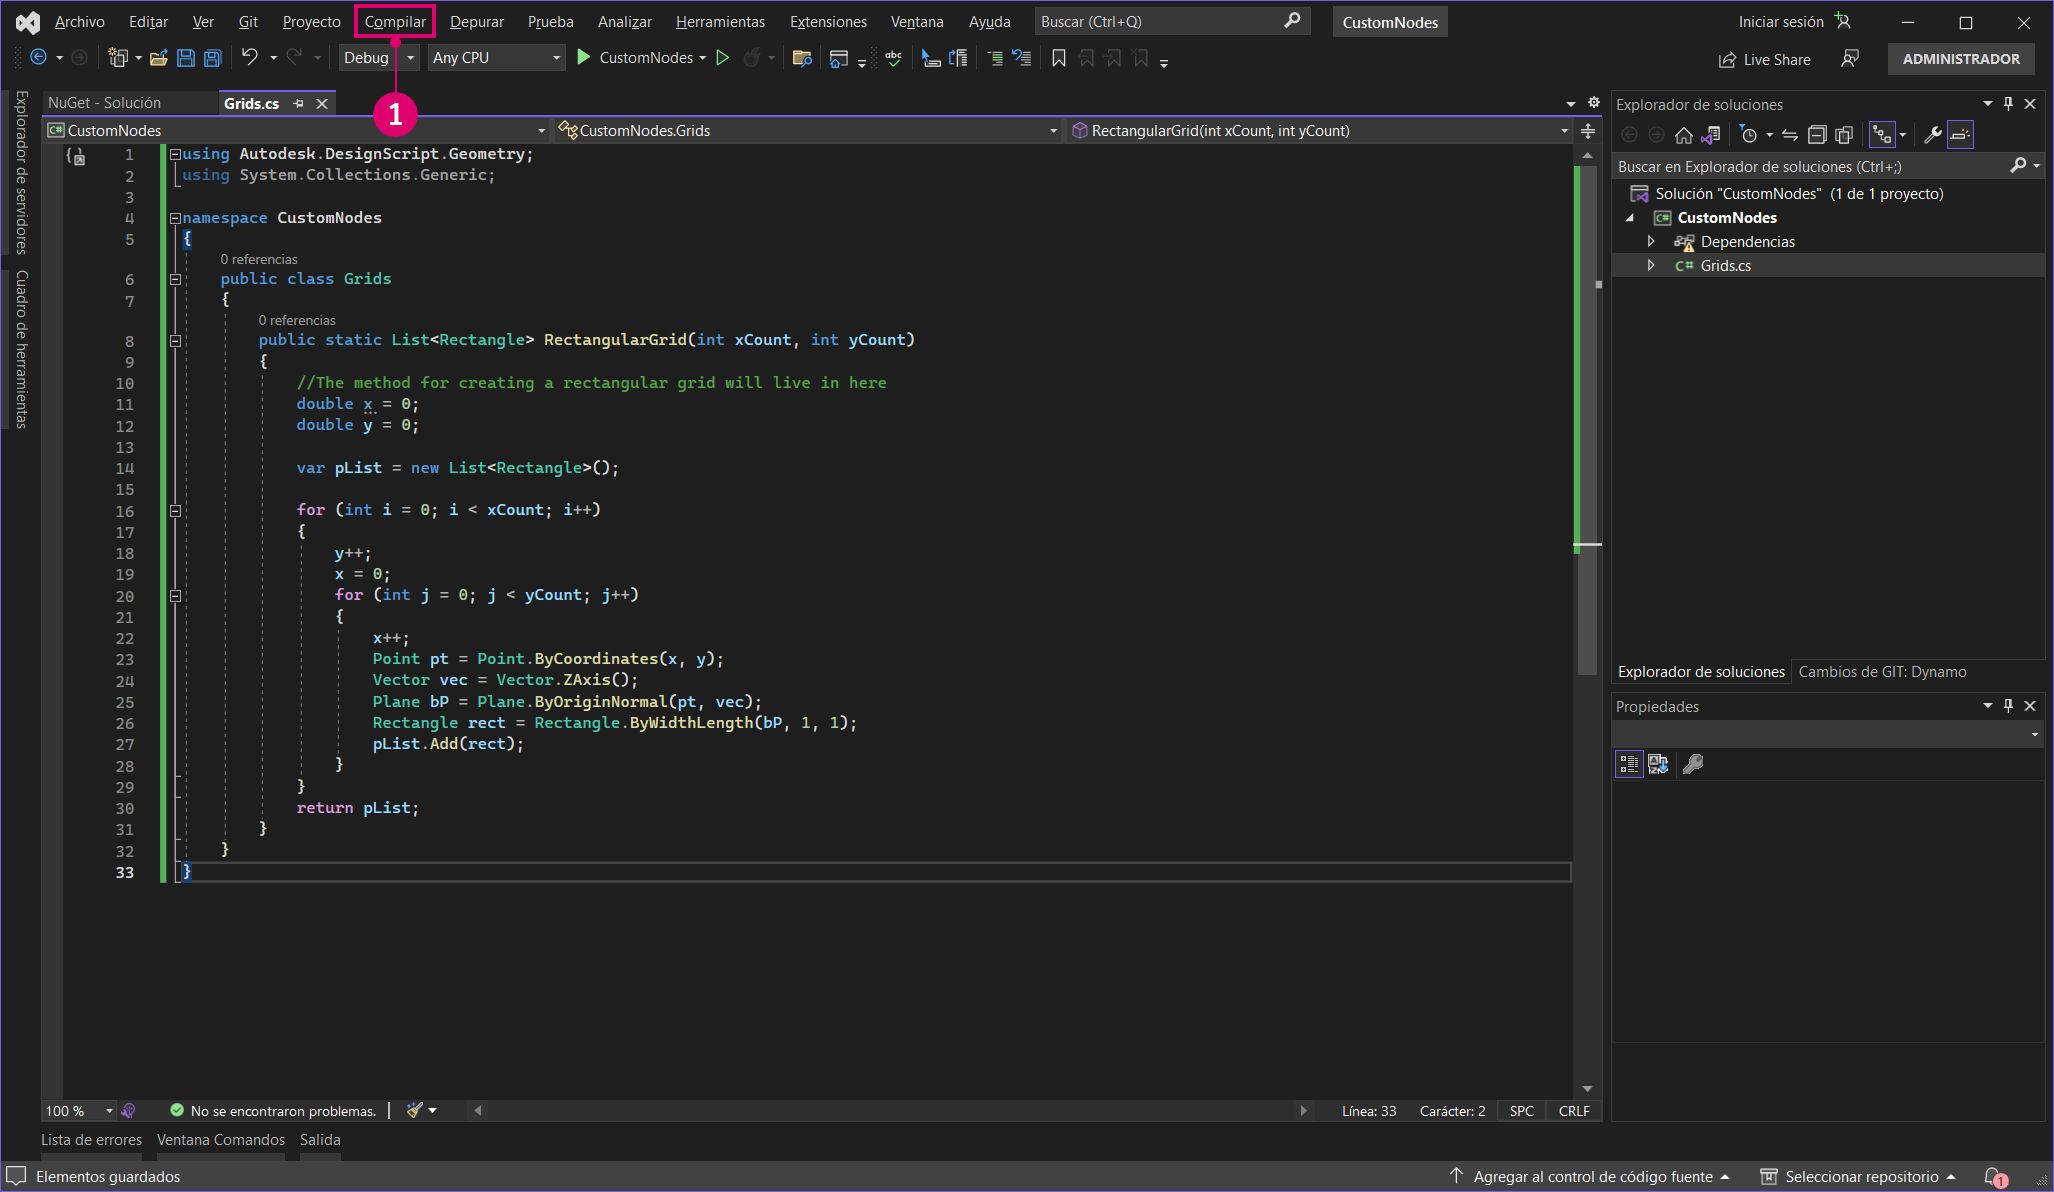 Archivo Editar Ver Git Proyecto Compilar Depurar Prueba Analizar Herramientas Extensiones Ventana Ayuda Buscar (Ctrl+Q) CustomNodes Iniciar sesión
Debug Any CPU CustomNodes abc Live Share ADMINISTRADOR
1
Explorador de servidores
Cuadro de herramientas
NuGet - Solución Grids.cs
C# CustomNodes CustomNodes.Grids RectangularGrid(int xCount, int yCount)
1 using Autodesk.DesignScript.Geometry;
2 using System.Collections.Generic;
3
4 namespace CustomNodes
5 {
0 referencias
6 public class Grids
7 {
0 referencias
8 public static List<Rectangle> RectangularGrid(int xCount, int yCount)
9 {
10 //The method for creating a rectangular grid will live in here
11 double x = 0;
12 double y = 0;
13
14 var pList = new List<Rectangle>();
15
16 for (int i = 0; i < xCount; i++)
17 {
18 y++;
19 x = 0;
20 for (int j = 0; j < yCount; j++)
21 {
22 x++;
23 Point pt = Point.ByCoordinates(x, y);
24 Vector vec = Vector.ZAxis();
25 Plane bP = Plane.ByOriginNormal(pt, vec);
26 Rectangle rect = Rectangle.ByWidthLength(bP, 1, 1);
27 pList.Add(rect);
28 }
29 }
30 return pList;
31 }
32 }
33 }
100 % No se encontraron problemas. Línea: 33 Carácter: 2 SPC CRLF
Lista de errores Ventana Comandos Salida
Explorador de soluciones
Buscar en Explorador de soluciones (Ctrl+;)
Solución "CustomNodes" (1 de 1 proyecto)
C# CustomNodes
Dependencias
C# Grids.cs
Explorador de soluciones Cambios de GIT: Dynamo
Propiedades
Elementos guardados Agregar al control de código fuente Seleccionar repositorio 1